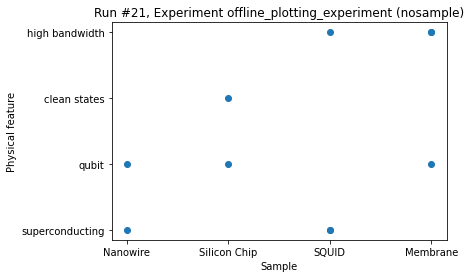 Run #21, Experiment offline_plotting_experiment (nosample)
high bandwidth
clean states
qubit
superconducting
Physical feature
Nanowire Silicon Chip SQUID Membrane
Sample